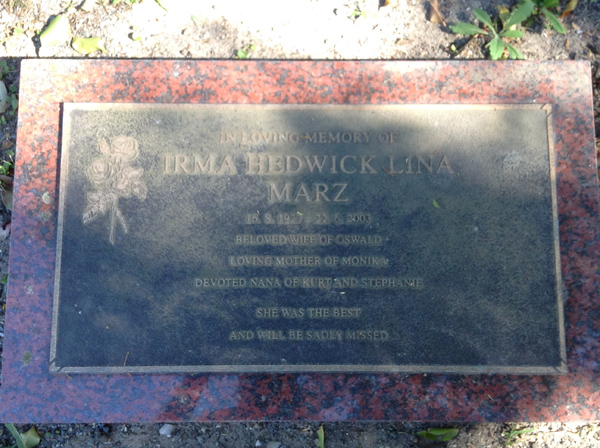 IN LOVING MEMORY OF
IRMA HEDWICK LINA
MARZ
BELOVED WIFE OF OSWALD
LOVING MOTHER OF MONIKA
DEVOTED NANA OF KURT AND STEPHANIE
SHE WAS THE BEST
AND WILL BE SADLY MISSED